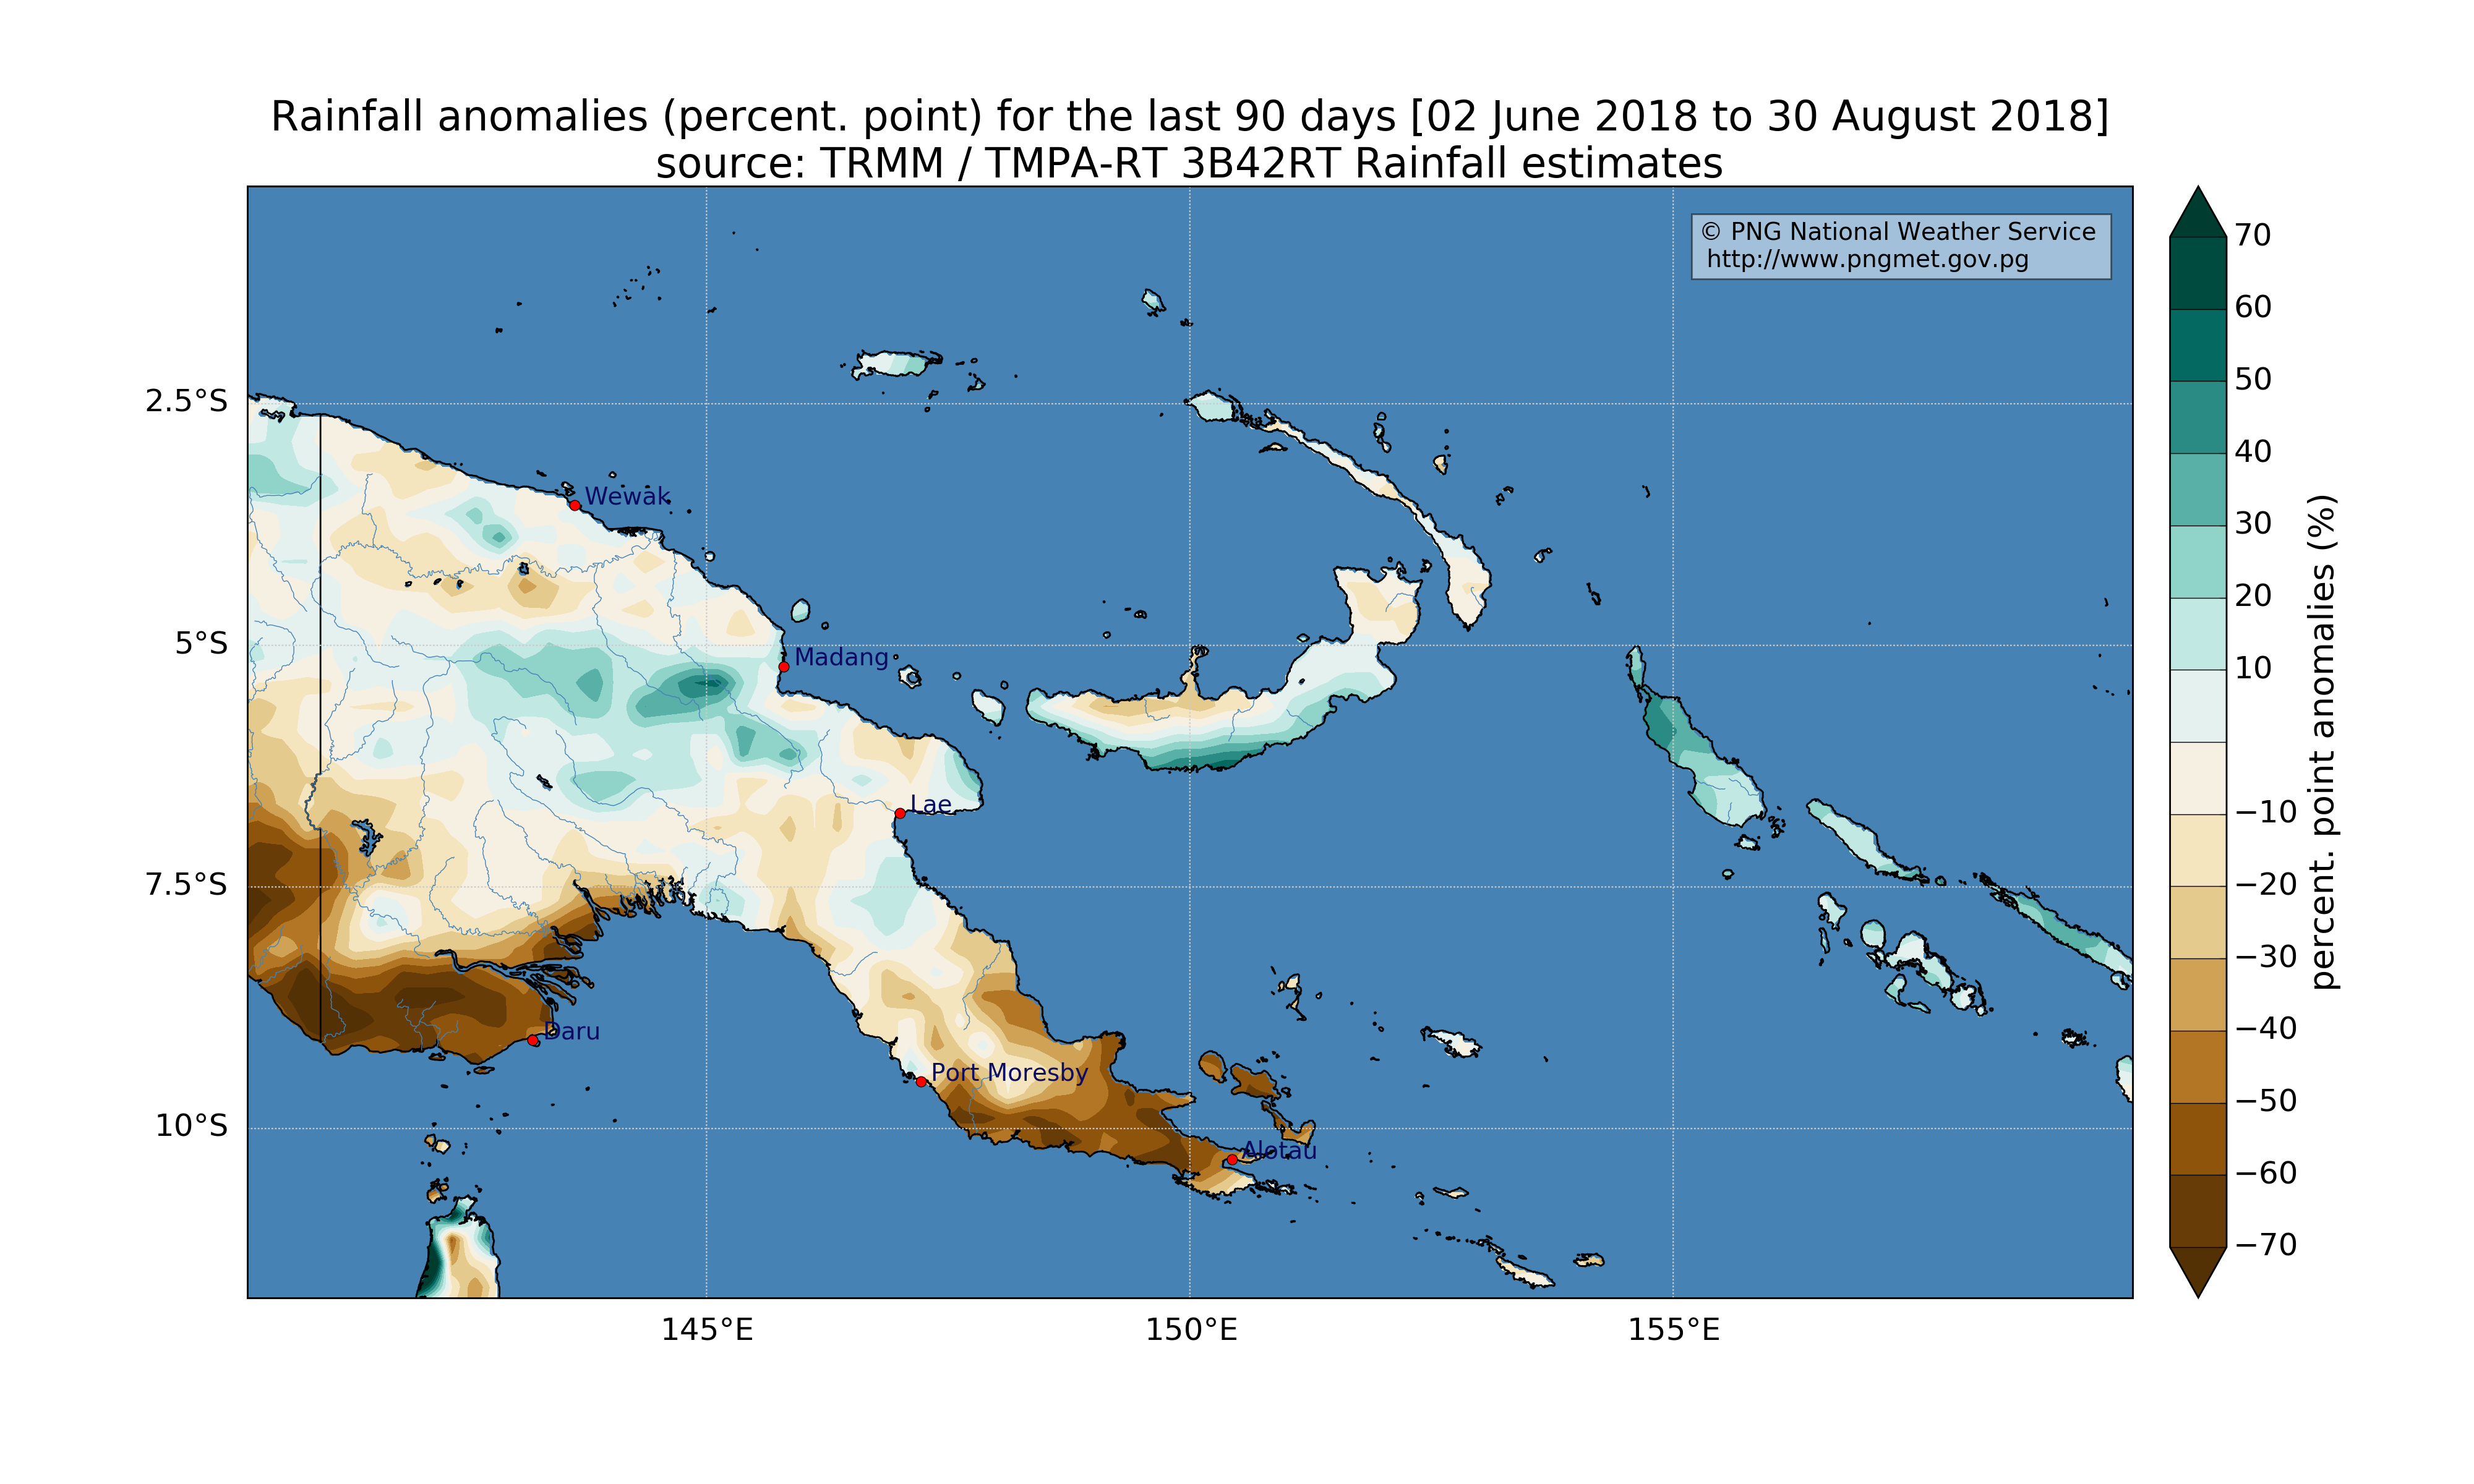 Rainfall anomalies (percent. point) for the last 90 days [02 June 2018 to 30 August 2018]
source: TRMM / TMPA-RT 3B42RT Rainfall estimates
© PNG National Weather Service
http://www.pngmet.gov.pg
2.5°S
5°S
7.5°S
10°S
Wewak
Madang
Lae
Daru
Port Moresby
Alotau
145°E
150°E
155°E
70
60
50
40
30
20
10
−10
−20
−30
−40
−50
−60
−70
percent. point anomalies (%)